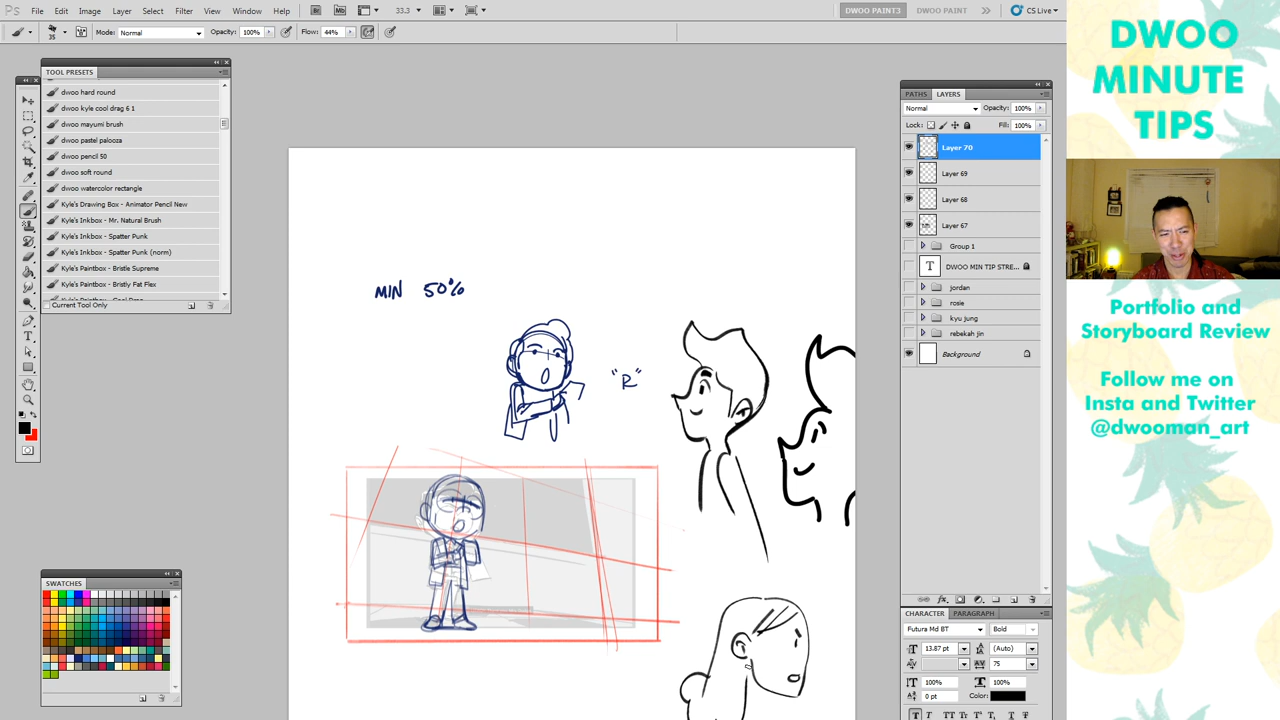 Ps File Edit Image Layer Select Filter View Window Help Br Mb 33.3 DWOO PAINT3 DWOO PAINT CS Live
35 Mode: Normal Opacity: 100% Flow: 44%
TOOL PRESETS
dwoo hard round
dwoo kyle cool drag 6 1
dwoo mayumi brush
dwoo pastel palooza
dwoo pencil 50
dwoo soft round
dwoo watercolor rectangle
Kyle's Drawing Box - Animator Pencil New
Kyle's Inkbox - Mr. Natural Brush
Kyle's Inkbox - Spatter Punk
Kyle's Inkbox - Spatter Punk (norm)
Kyle's Paintbox - Bristle Supreme
Kyle's Paintbox - Bristly Flat Flex
Current Tool Only
SWATCHES
MIN 50%
"R"
PATHS LAYERS
Normal Opacity: 100%
Lock: Fill: 100%
Layer 70
Layer 69
Layer 68
Layer 67
Group 1
T DWOO MIN TIP STRE...
jordan
rosie
kyu jung
rebekah jin
Background
CHARACTER PARAGRAPH
Futura Md BT Bold
13.87 pt (Auto)
75
100% 100%
0 pt Color:
DWOO
MINUTE
TIPS
Portfolio and
Storyboard Review
Follow me on
Insta and Twitter
@dwooman_art